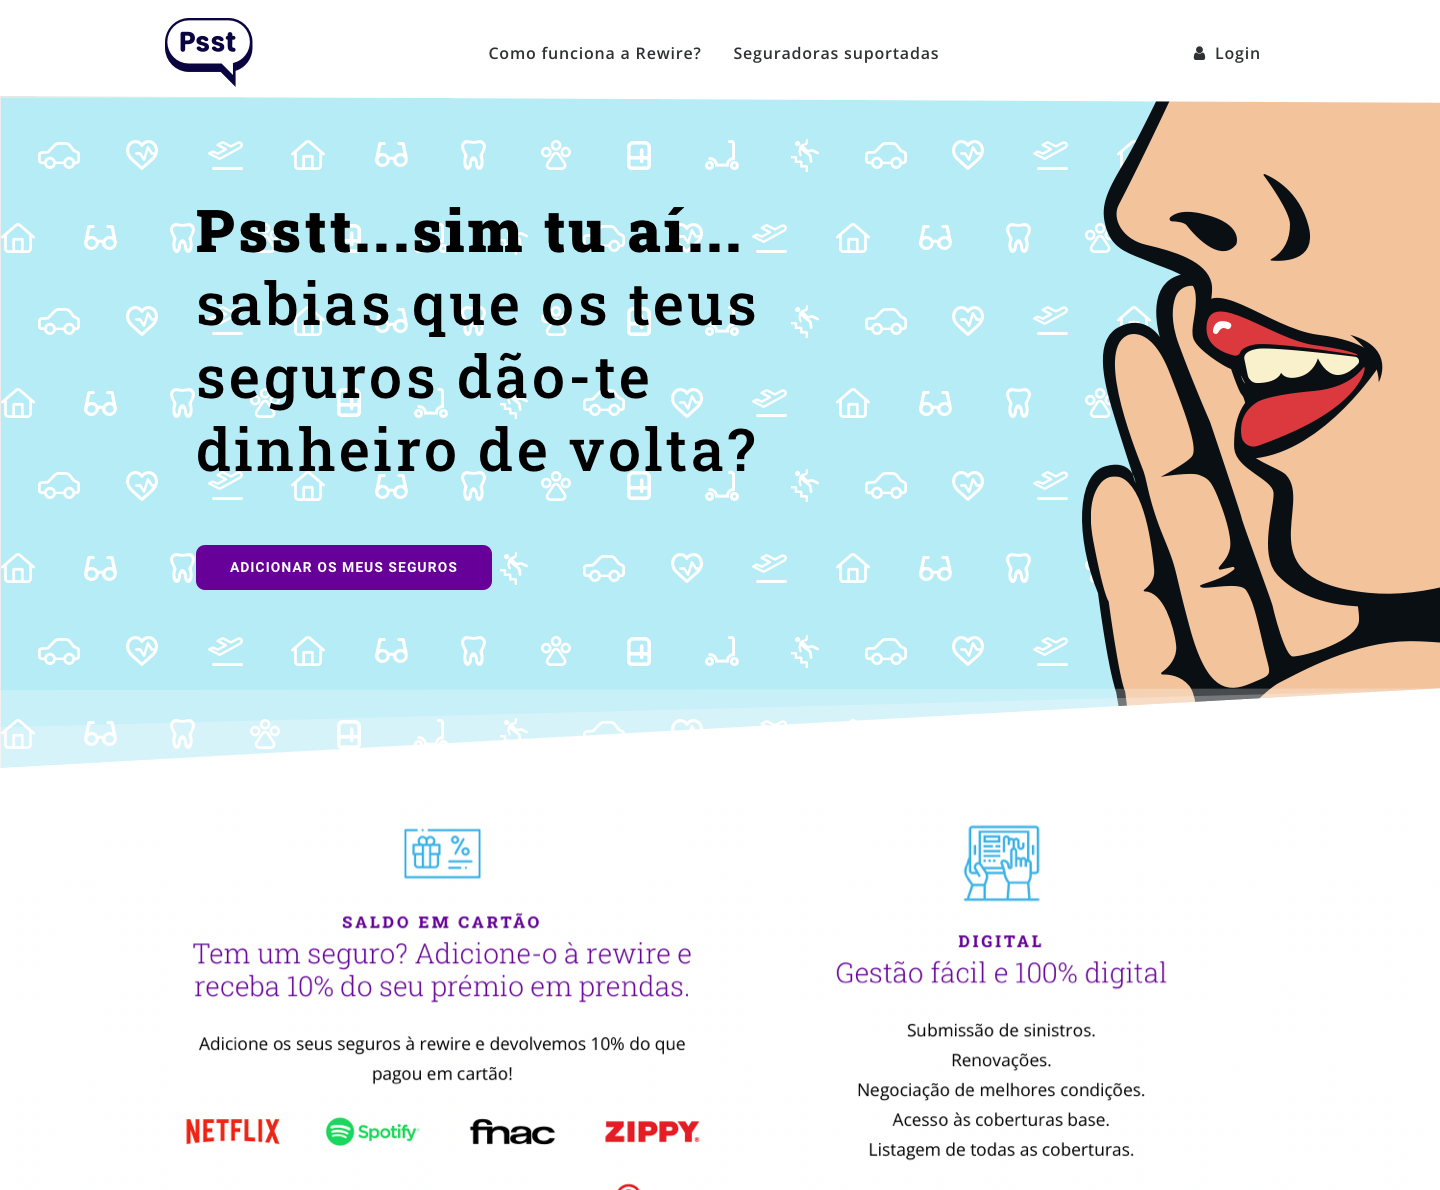 Psst
Como funciona a Rewire?
Seguradoras suportadas
Login
Psstt...sim tu aí...
sabias que os teus
seguros dão-te
dinheiro de volta?
ADICIONAR OS MEUS SEGUROS
SALDO EM CARTÃO
Tem um seguro? Adicione-o à rewire e
receba 10% do seu prémio em prendas.
Adicione os seus seguros à rewire e devolvemos 10% do que
pagou em cartão!
NETFLIX
Spotify
fnac
ZIPPY
DIGITAL
Gestão fácil e 100% digital
Submissão de sinistros.
Renovações.
Negociação de melhores condições.
Acesso às coberturas base.
Listagem de todas as coberturas.